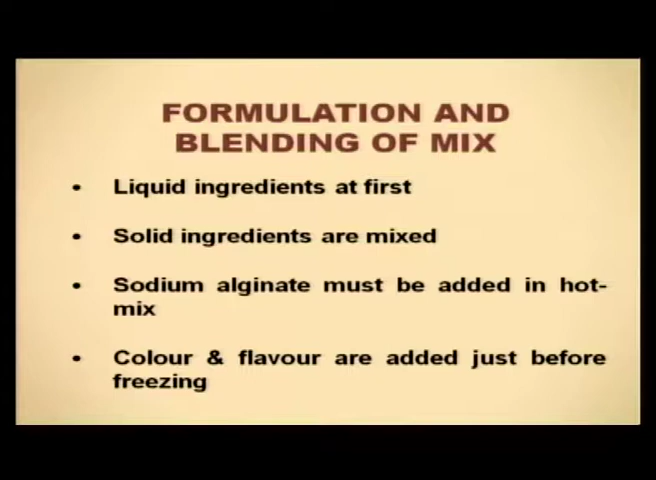 FORMULATION AND
BLENDING OF MIX
• Liquid ingredients at first
• Solid ingredients are mixed
• Sodium alginate must be added in hot-
mix
• Colour & flavour are added just before
freezing